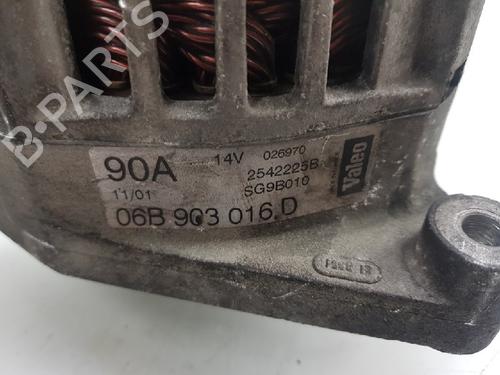 B-PARTS
90A 14V 026970
11/01 2542225B
SG9B010
06B 903 016 D
Valeo